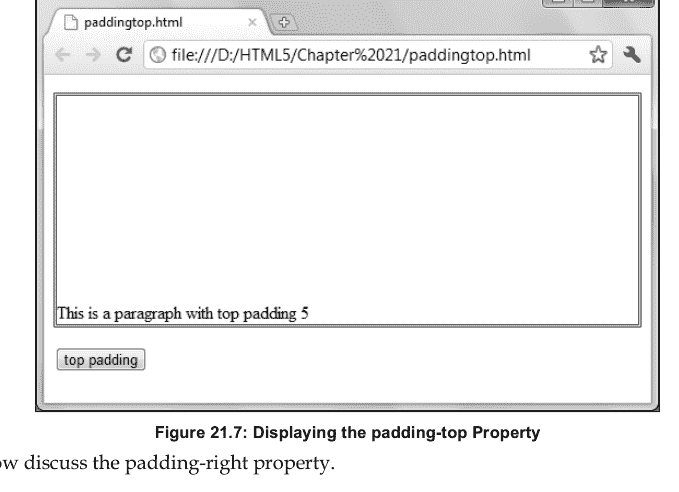 paddingtop.html
file:///D:/HTML5/Chapter%2021/paddingtop.html
This is a paragraph with top padding 5
top padding
Figure 21.7: Displaying the padding-top Property
discuss the padding-right property.